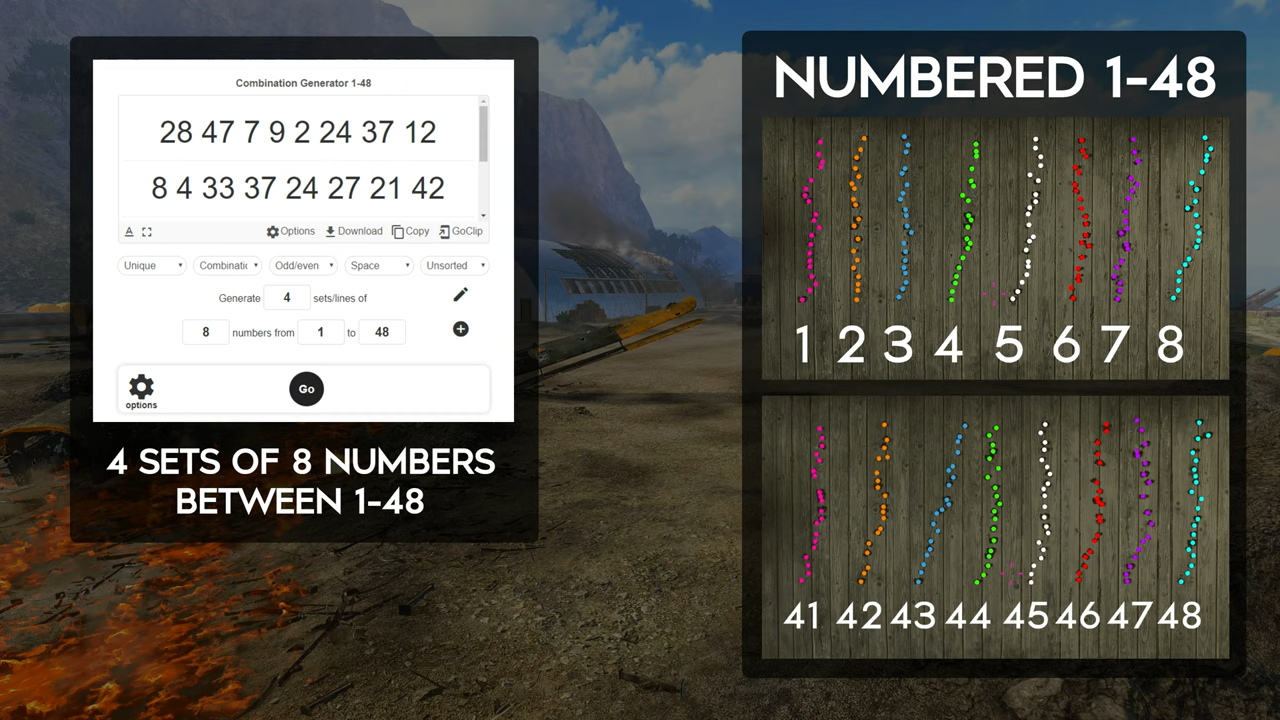 Combination Generator 1-48
28 47 7 9 2 24 37 12
8 4 33 37 24 27 21 42
A Options Download Copy GoClip
Unique Combinatic Odd/even Space Unsorted
Generate 4 sets/lines of
8 numbers from 1 to 48
options
Go
4 SETS OF 8 NUMBERS
BETWEEN 1-48
NUMBERED 1-48
1 2 3 4 5 6 7 8
41 42 43 44 45 46 47 48